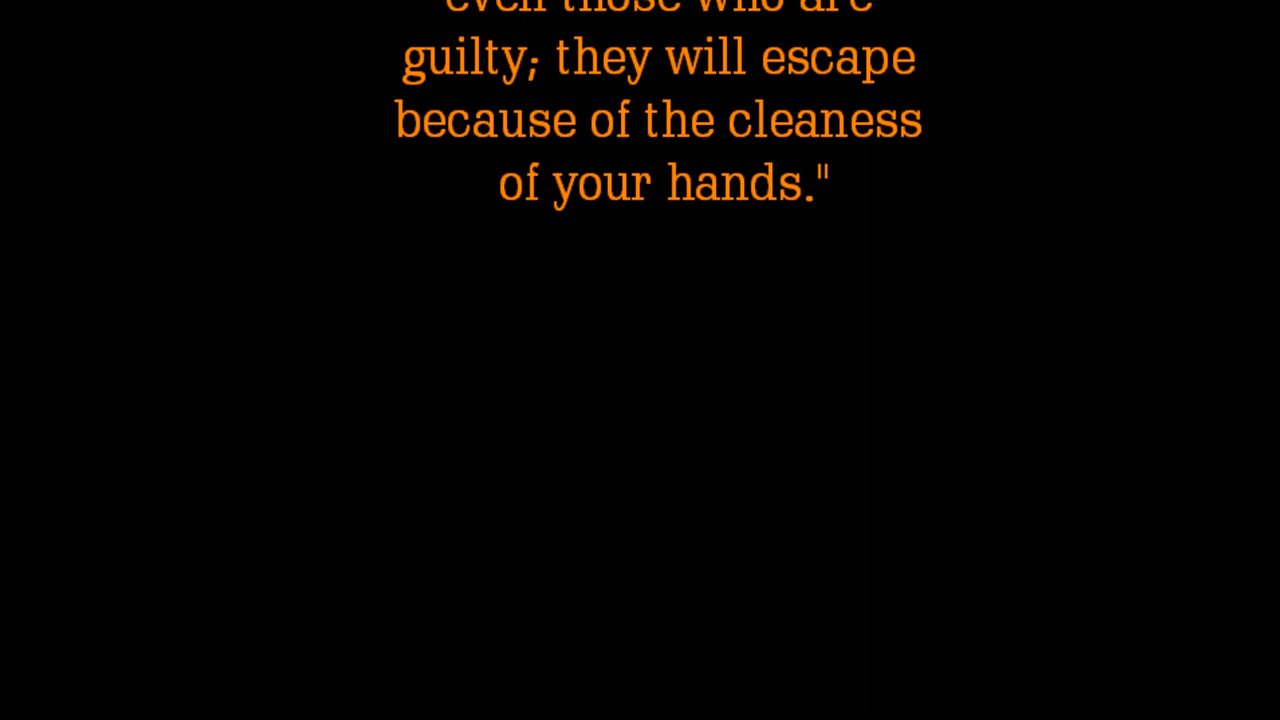 even those who are
guilty; they will escape
because of the cleaness
of your hands."